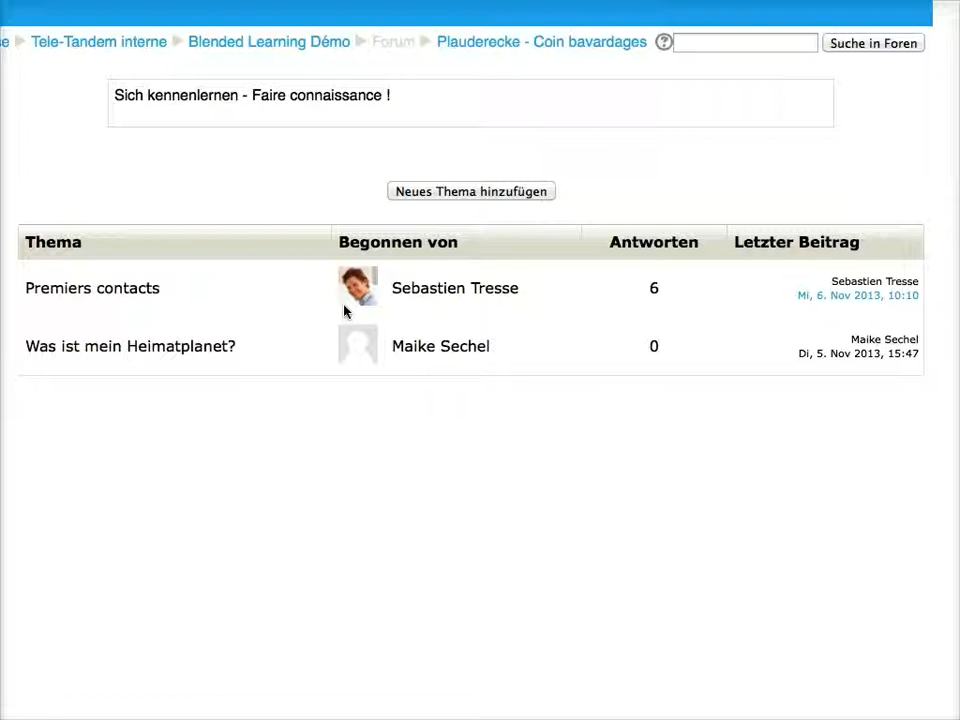 e Tele-Tandem interne Blended Learning Démo Forum Plauderecke - Coin bavardages ? Suche in Foren
Sich kennenlernen - Faire connaissance !
Neues Thema hinzufügen
Thema Begonnen von Antworten Letzter Beitrag
Premiers contacts Sebastien Tresse 6 Sebastien Tresse
Mi, 6. Nov 2013, 10:10
Was ist mein Heimatplanet? Maike Sechel 0 Maike Sechel
Di, 5. Nov 2013, 15:47